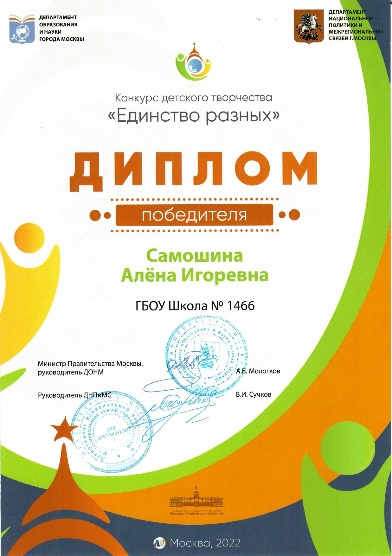 ДЕПАРТАМЕНТ
ОБРАЗОВАНИЯ
И НАУКИ
ГОРОДА МОСКВЫ
ДЕПАРТАМЕНТ
НАЦИОНАЛЬНОЙ
ПОЛИТИКИ И
МЕЖРЕГИОНАЛЬНЫХ
СВЯЗЕЙ Г.МОСКВЫ
Конкурс детского творчества
«Единство разных»
ДИПЛОМ
победителя
Самошина
Алёна Игоревна
ГБОУ Школа № 1466
Министр Правительства Москвы,
руководитель ДОНМ
А.Б. Молотков
Руководитель ДНПиМС
В.И. Сучков
Москва, 2022